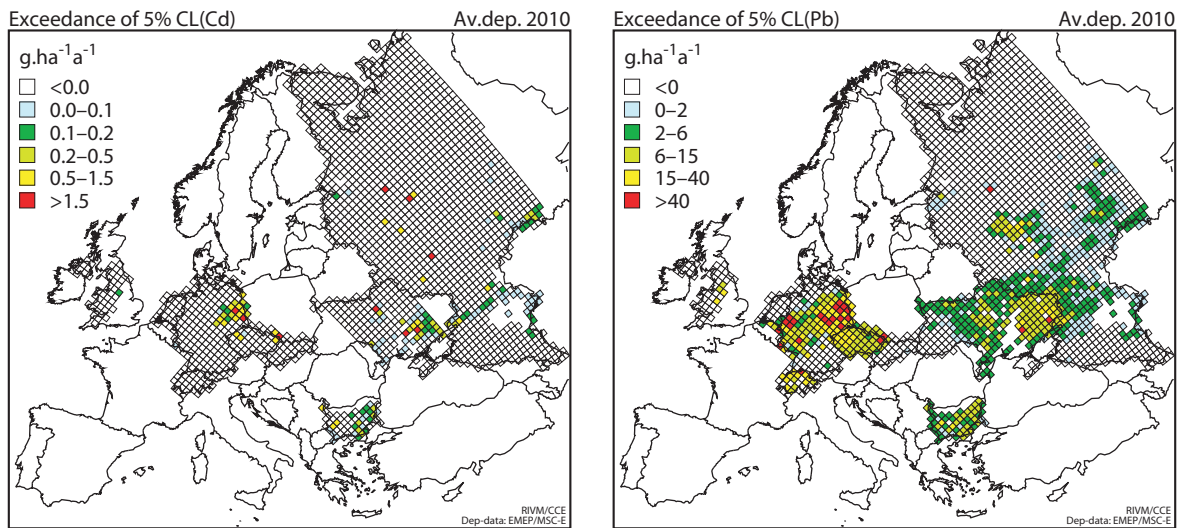 Exceedance of 5% CL(Cd) Av.dep. 2010
g.ha⁻¹a⁻¹
<0.0
0.0–0.1
0.1–0.2
0.2–0.5
0.5–1.5
>1.5
RIVM/CCE
Dep-data: EMEP/MSC-E
Exceedance of 5% CL(Pb) Av.dep. 2010
g.ha⁻¹a⁻¹
<0
0–2
2–6
6–15
15–40
>40
RIVM/CCE
Dep-data: EMEP/MSC-E